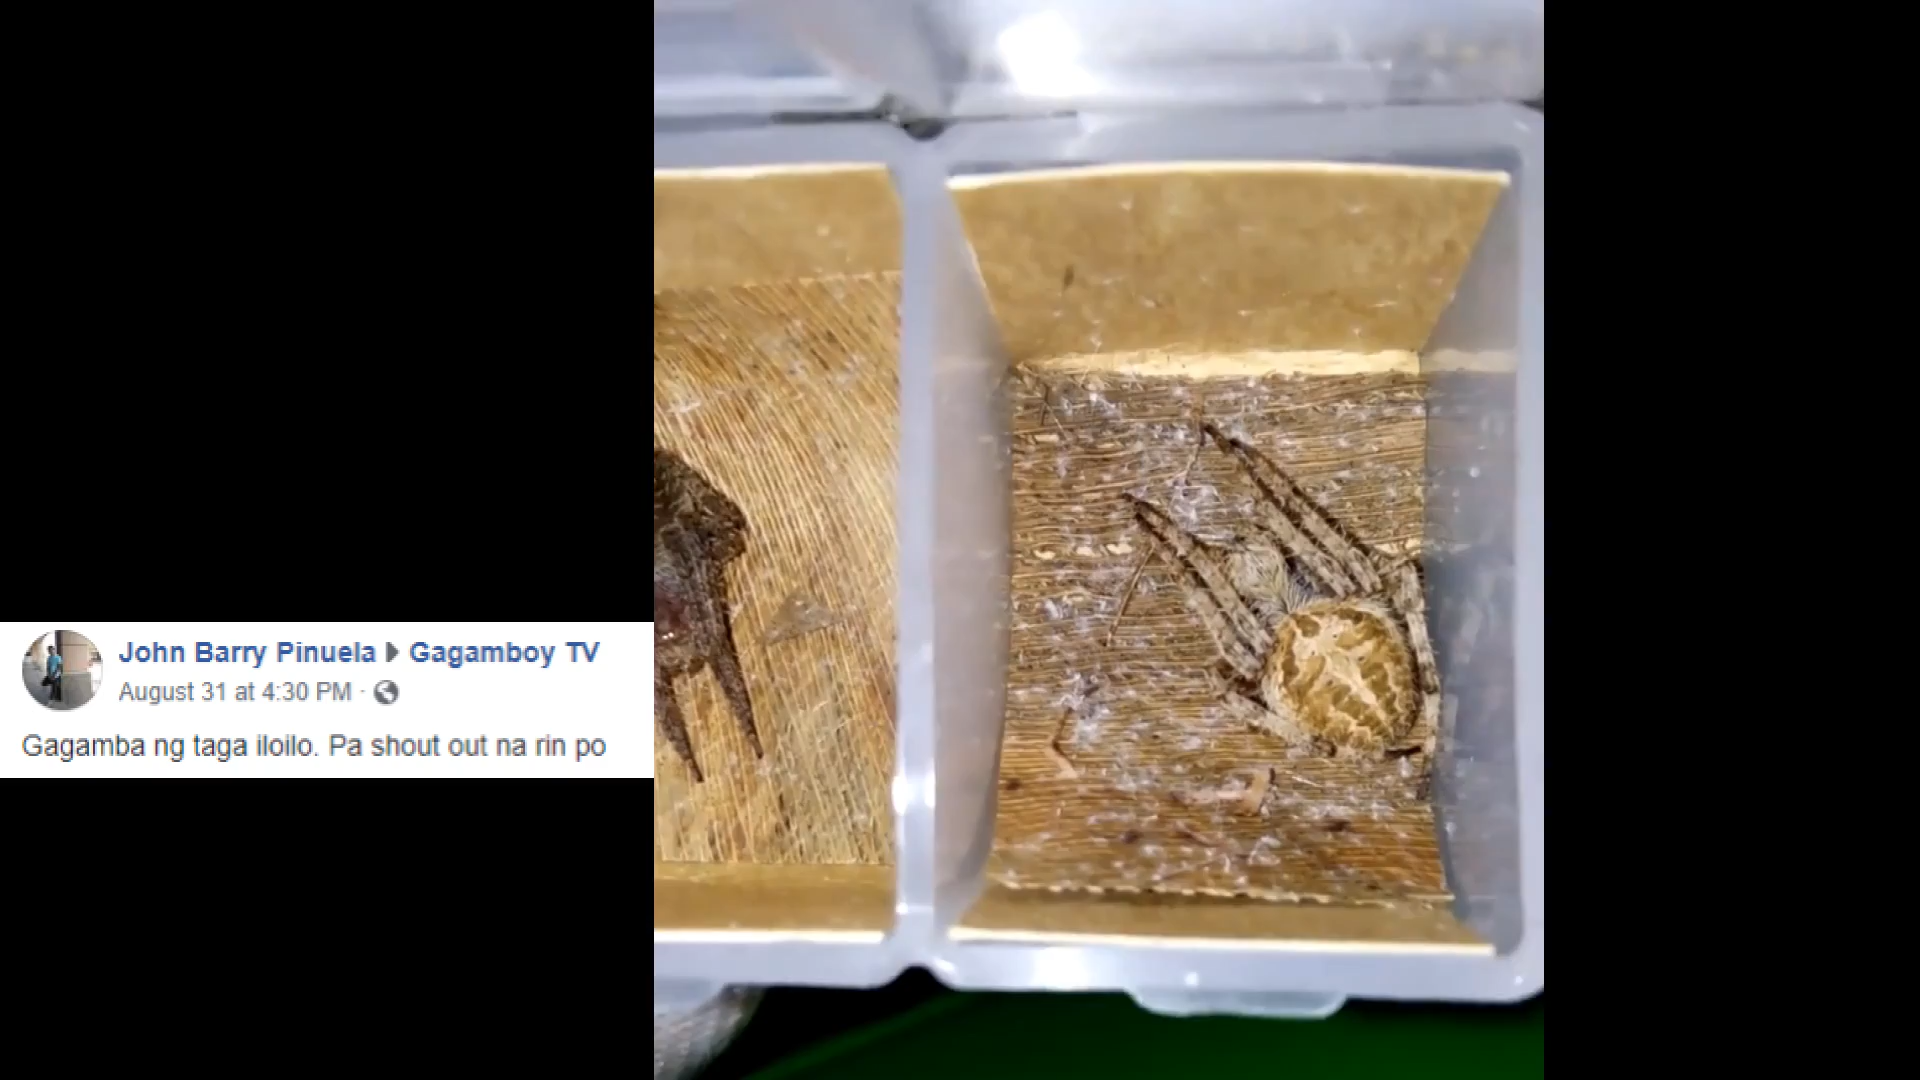 John Barry Pinuela ▸ Gagamboy TV
August 31 at 4:30 PM ·
Gagamba ng taga iloilo. Pa shout out na rin po